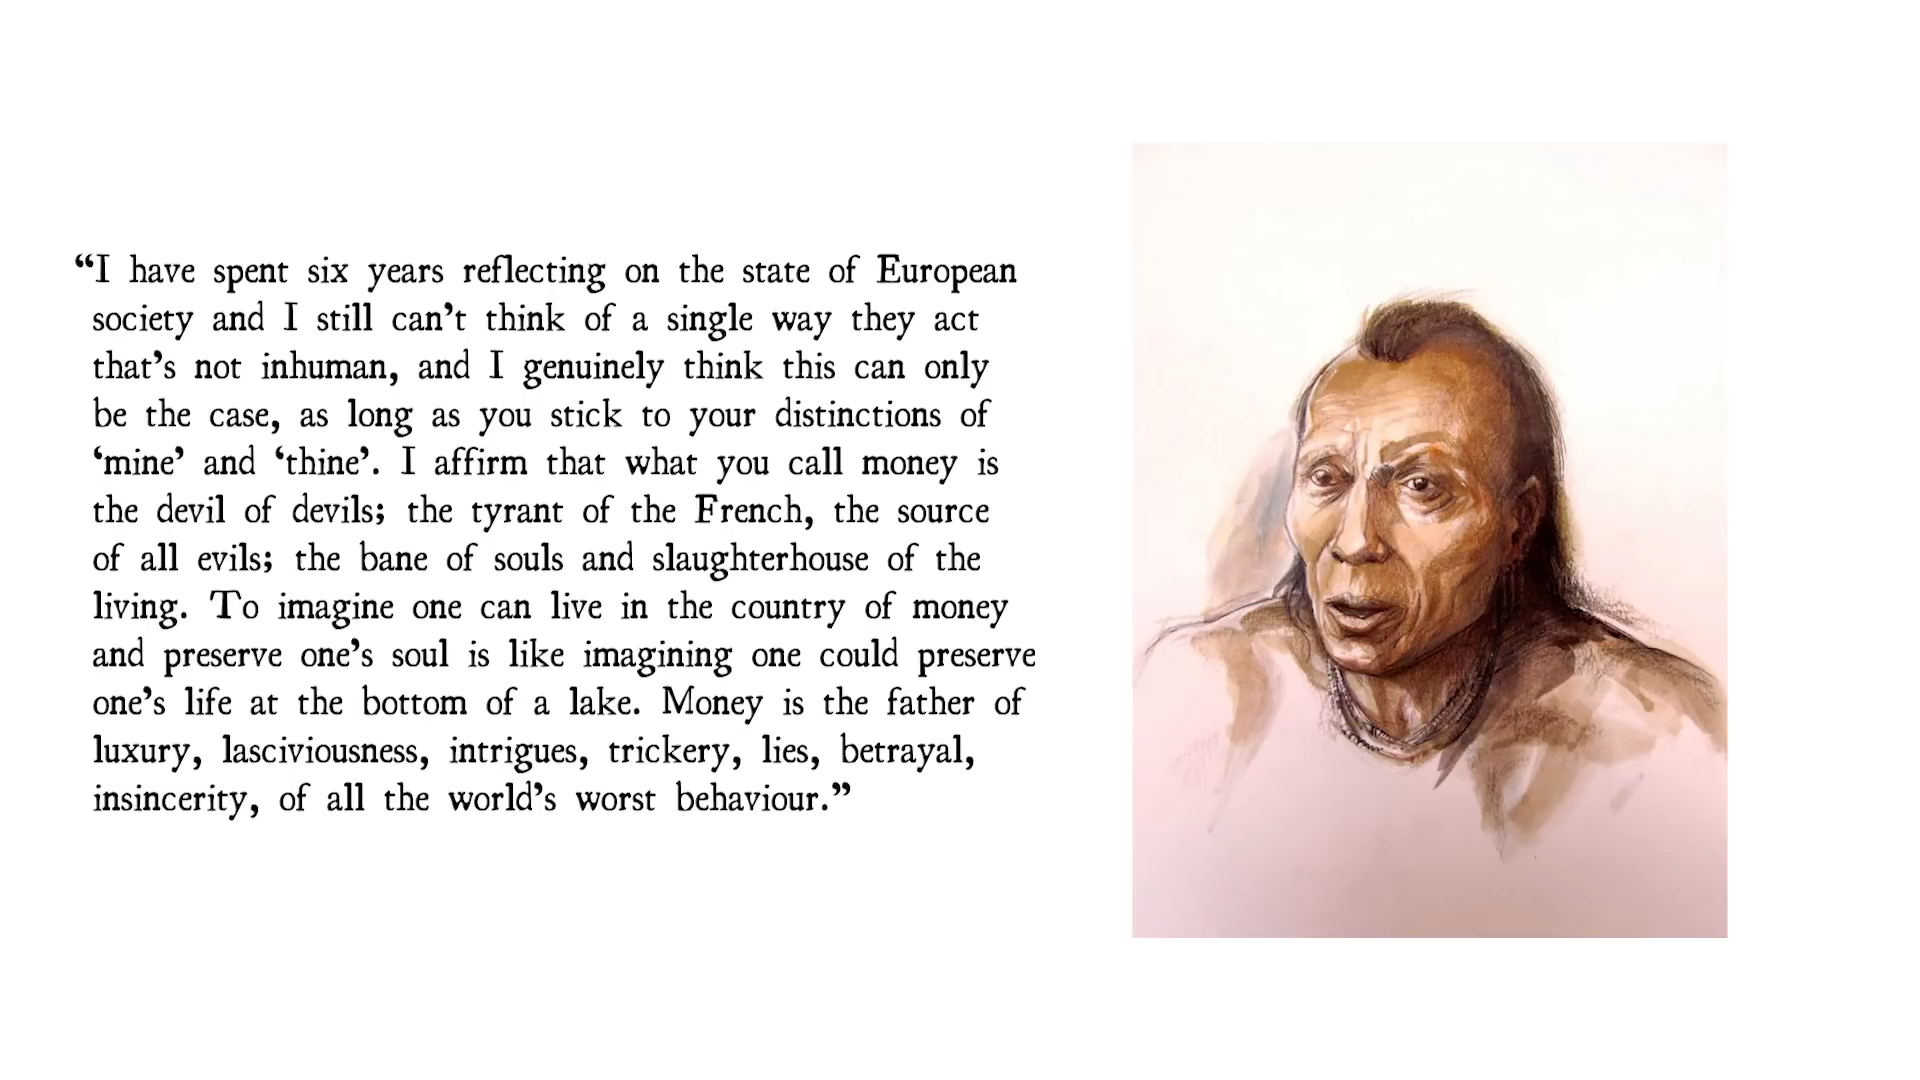 “I have spent six years reflecting on the state of European
society and I still can’t think of a single way they act
that’s not inhuman, and I genuinely think this can only
be the case, as long as you stick to your distinctions of
‘mine’ and ‘thine’. I affirm that what you call money is
the devil of devils; the tyrant of the French, the source
of all evils; the bane of souls and slaughterhouse of the
living. To imagine one can live in the country of money
and preserve one’s soul is like imagining one could preserve
one’s life at the bottom of a lake. Money is the father of
luxury, lasciviousness, intrigues, trickery, lies, betrayal,
insincerity, of all the world’s worst behaviour.”